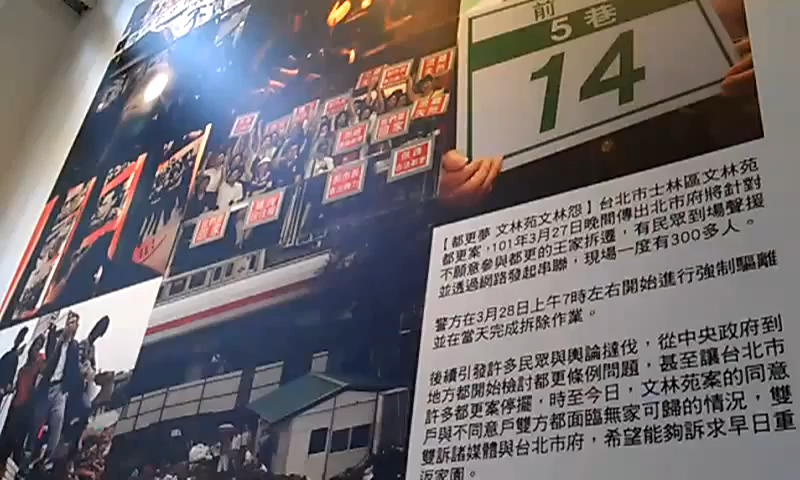 前
5巷
14
【都更夢 文林苑文林怨】台北市士林區文林苑
都更案，101年3月27日晚間傳出北市府將針對
不願意參與都更的王家拆遷，有民眾到場聲援
並透過網路發起串聯，現場一度有300多人。
警方在3月28日上午7時左右開始進行強制驅離
並在當天完成拆除作業。
後續引發許多民眾與輿論撻伐，從中央政府到
地方都開始檢討都更條例問題，甚至讓台北市
許多都更案停擺，時至今日，文林苑案的同意
戶與不同意戶雙方都面臨無家可歸的情況，雙
雙訴諸媒體與台北市府，希望能夠訴求早日重
返家園。